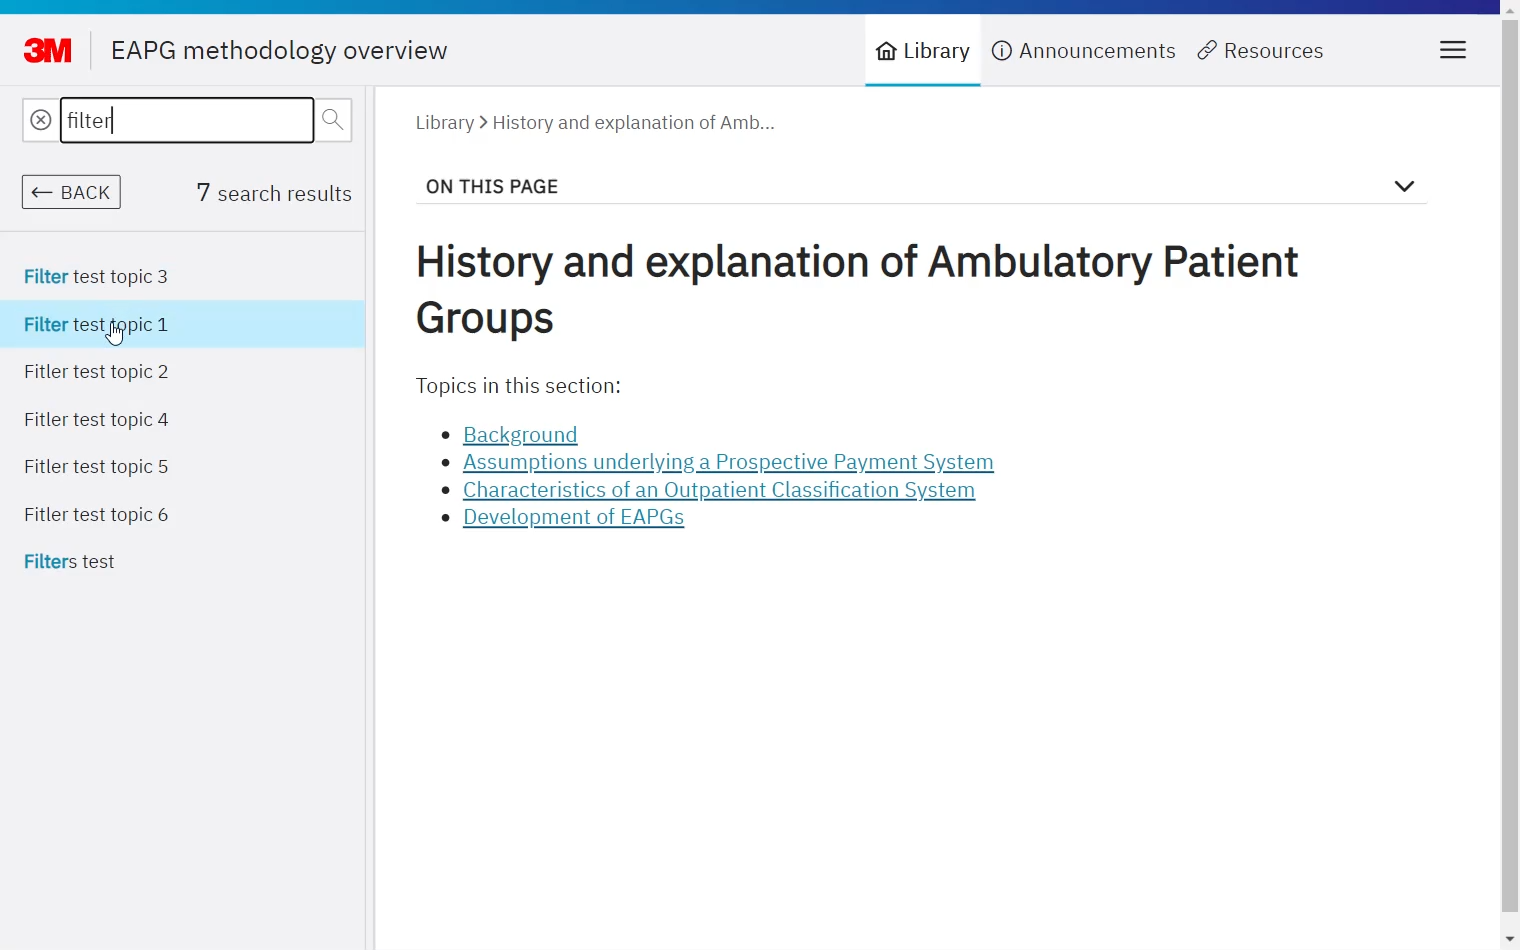 3M
EAPG methodology overview
Library
Announcements
Resources
filter
BACK
7 search results
Filter test topic 3
Filter test topic 1
Fitler test topic 2
Fitler test topic 4
Fitler test topic 5
Fitler test topic 6
Filters test
Library > History and explanation of Amb...
ON THIS PAGE
History and explanation of Ambulatory Patient
Groups
Topics in this section:
Background
Assumptions underlying a Prospective Payment System
Characteristics of an Outpatient Classification System
Development of EAPGs